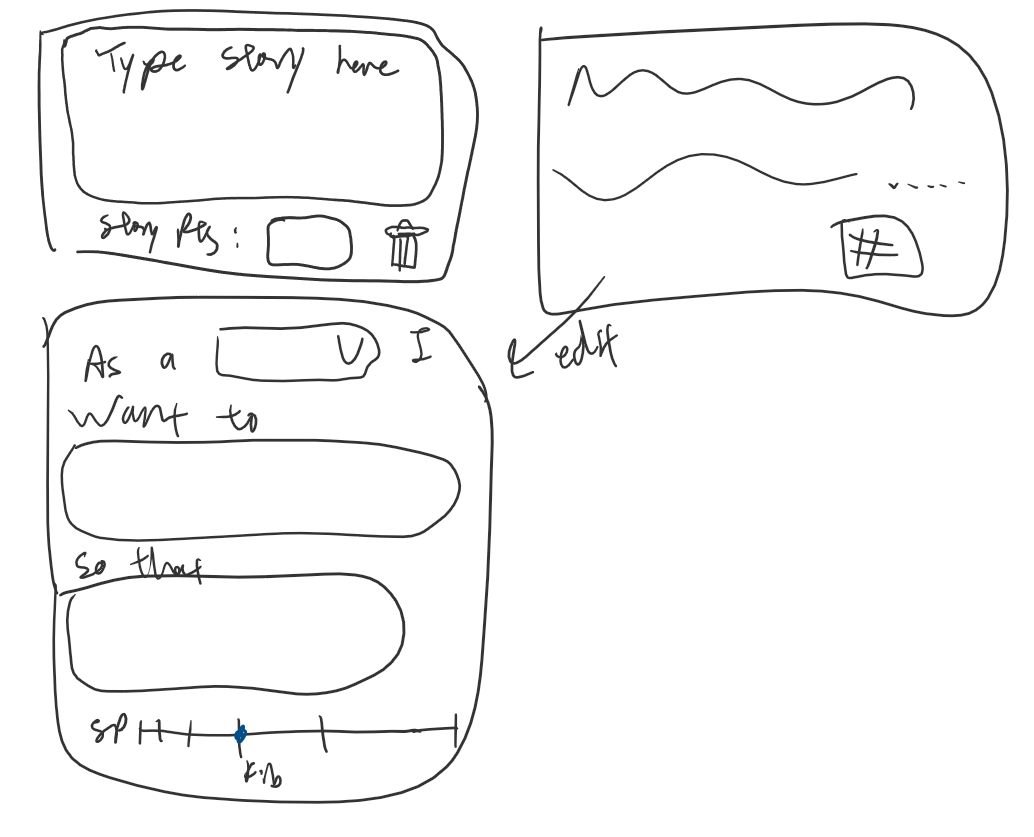 Type story here
Story Pts:
#
As a V I
want to
so that
SP
Fib
edit